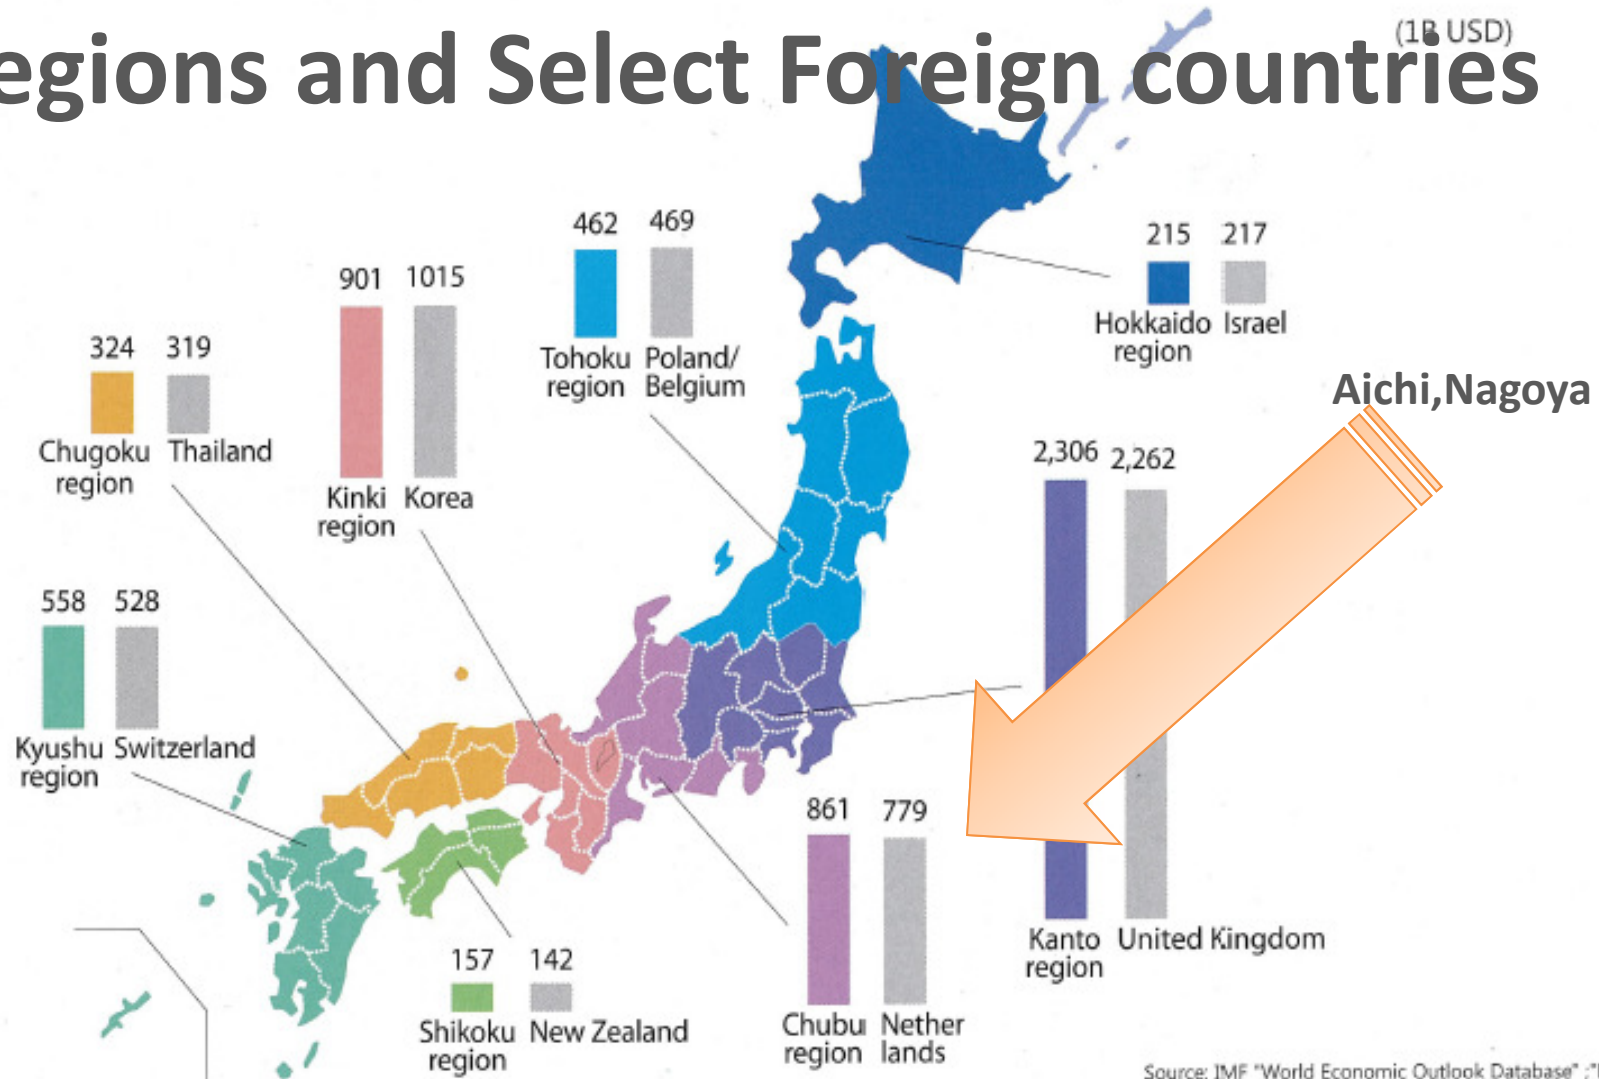 egions and Select Foreign countries
(1B USD)
462 469
Tohoku Poland/
region Belgium
215 217
Hokkaido Israel
region
901 1015
Kinki Korea
region
324 319
Chugoku Thailand
region
Aichi,Nagoya
2,306 2,262
Kanto United Kingdom
region
558 528
Kyushu Switzerland
region
861 779
Chubu Nether
region lands
157 142
Shikoku New Zealand
region
Source: IMF "World Economic Outlook Database" ;"